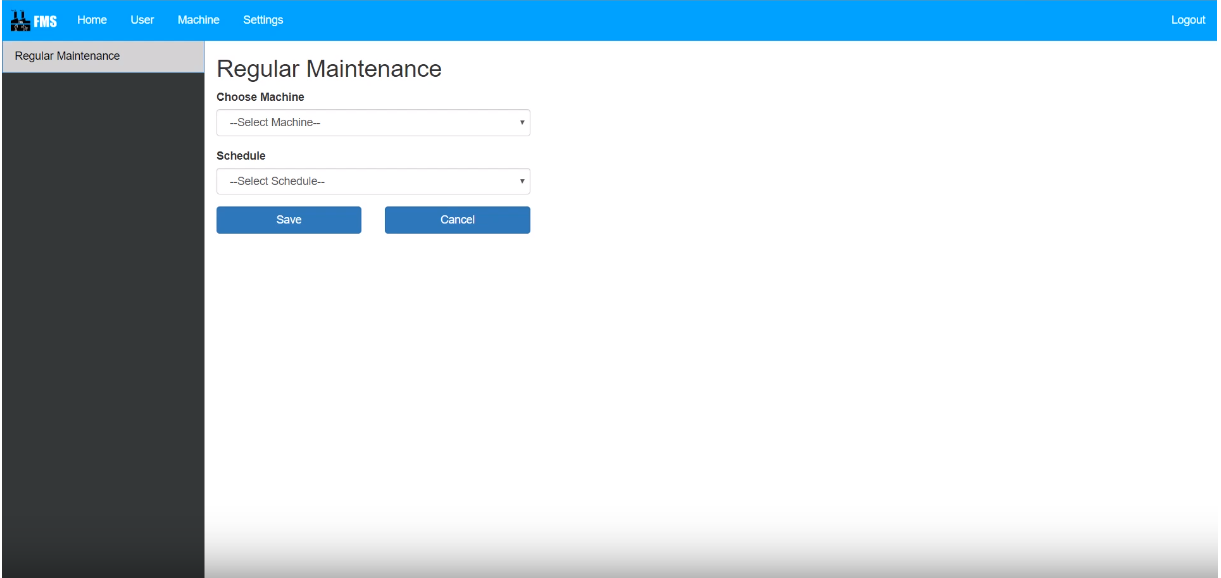 FMS Home User Machine Settings Logout
Regular Maintenance
Regular Maintenance
Choose Machine
--Select Machine--
Schedule
--Select Schedule--
Save Cancel